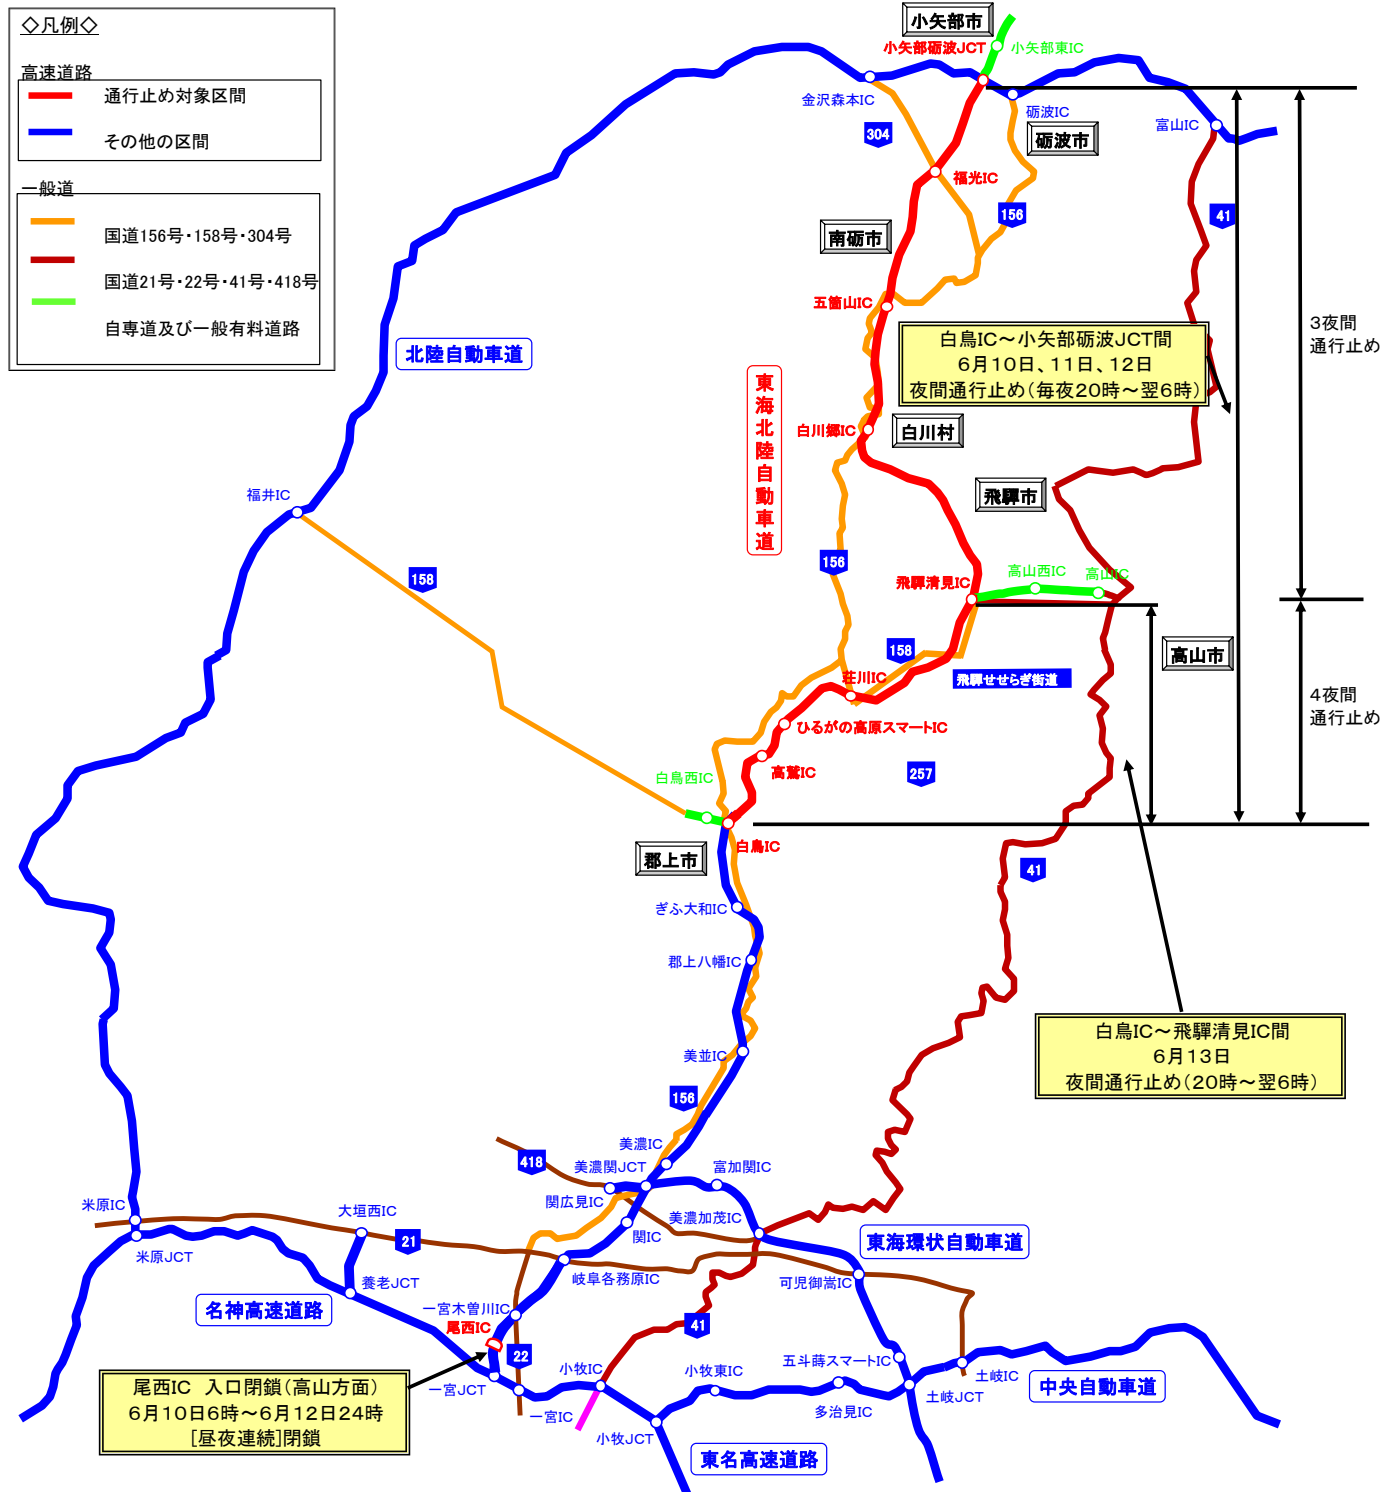 ◇凡例◇
高速道路
通行止め対象区間
その他の区間
一般道
国道156号・158号・304号
国道21号・22号・41号・418号
自専道及び一般有料道路
小矢部市
小矢部砺波JCT
小矢部東IC
金沢森本IC
砺波IC
富山IC
304
砺波市
福光IC
156
41
南砺市
五箇山IC
白鳥IC～小矢部砺波JCT間
6月10日、11日、12日
夜間通行止め(毎夜20時～翌6時)
3夜間
通行止め
北陸自動車道
東海北陸自動車道
白川郷IC
白川村
飛騨市
福井IC
158
156
飛騨清見IC
高山西IC
高山IC
158
高山市
荘川IC
飛騨せせらぎ街道
4夜間
通行止め
ひるがの高原スマートIC
高鷲IC
257
白鳥西IC
白鳥IC
郡上市
41
ぎふ大和IC
郡上八幡IC
白鳥IC～飛騨清見IC間
6月13日
夜間通行止め(20時～翌6時)
美並IC
156
美濃IC
418
美濃関JCT
富加関IC
関広見IC
米原IC
大垣西IC
美濃加茂IC
21
関IC
東海環状自動車道
米原JCT
岐阜各務原IC
可児御嵩IC
養老JCT
名神高速道路
一宮木曽川IC
尾西IC
41
22
小牧IC
小牧東IC
五斗蒔スマートIC
土岐IC
尾西IC 入口閉鎖(高山方面)
6月10日6時～6月12日24時
[昼夜連続]閉鎖
一宮JCT
一宮IC
小牧JCT
多治見IC
土岐JCT
中央自動車道
東名高速道路